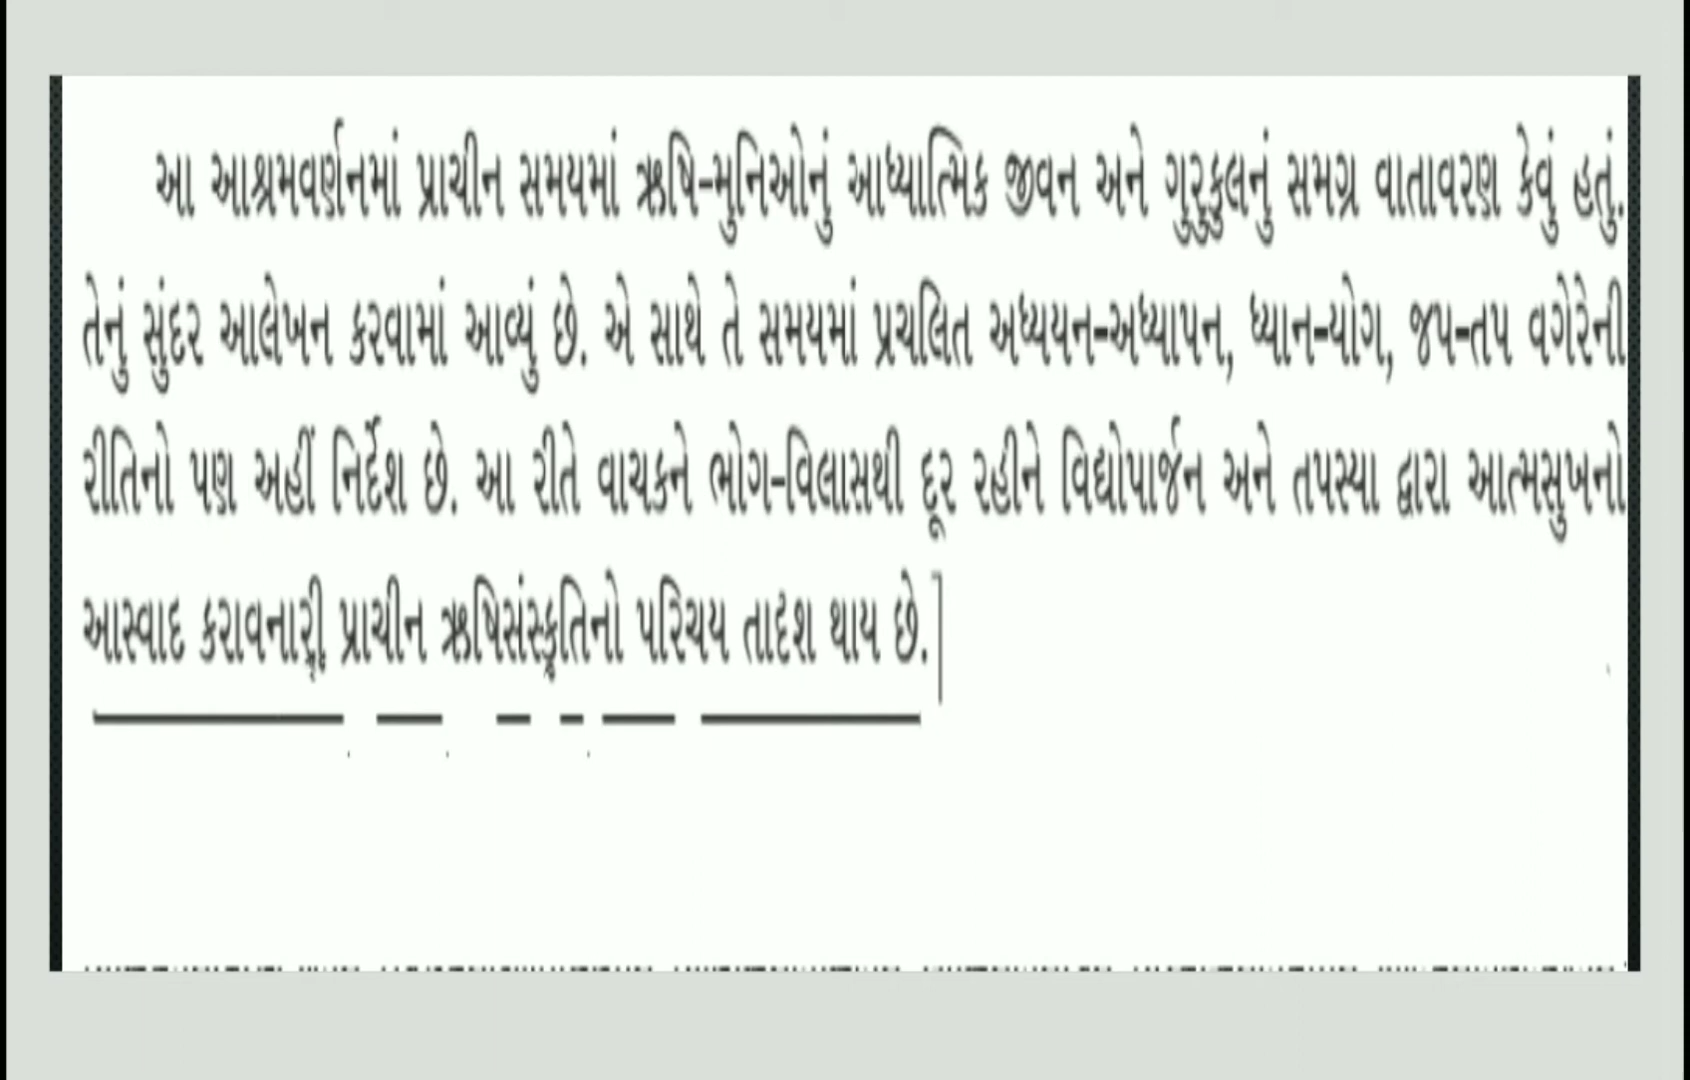 આ આશ્રમવર્ણનમાં પ્રાચીન સમયમાં ઋષિ-મુનિઓનું આધ્યાત્મિક જીવન અને ગુરુકુલનું સમગ્ર વાતાવરણ કેવું હતું.
તેનું સુંદર આલેખન કરવામાં આવ્યું છે. એ સાથે તે સમયમાં પ્રચલિત અધ્યયન-અધ્યાપન, ધ્યાન-યોગ, જપ-તપ વગેરેની
રીતિનો પણ અહીં નિર્દેશ છે. આ રીતે વાચકને ભોગ-વિલાસથી દૂર રહીને વિદ્યોપાર્જન અને તપસ્યા દ્વારા આત્મસુખનો
આસ્વાદ કરાવનારી પ્રાચીન ઋષિસંસ્કૃતિનો પરિચય તાદૃશ થાય છે.]